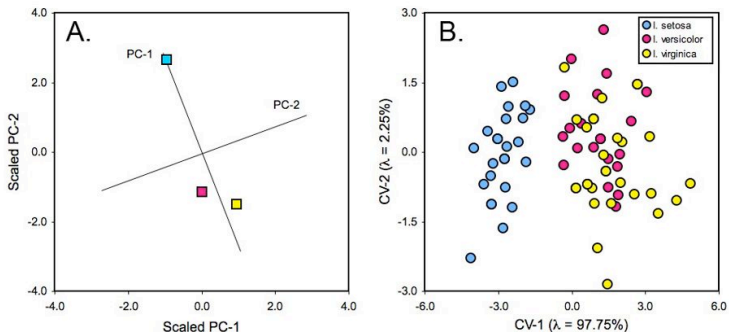 A.
PC-1
PC-2
Scaled PC-2
4.0
2.0
0.0
-2.0
-4.0
-4.0
-2.0
0.0
2.0
4.0
Scaled PC-1
B.
I. setosa
I. versicolor
I. virginica
CV-2 (λ = 2.25%)
3.0
1.5
0.0
-1.5
-3.0
-6.0
-3.0
0.0
3.0
6.0
CV-1 (λ = 97.75%)